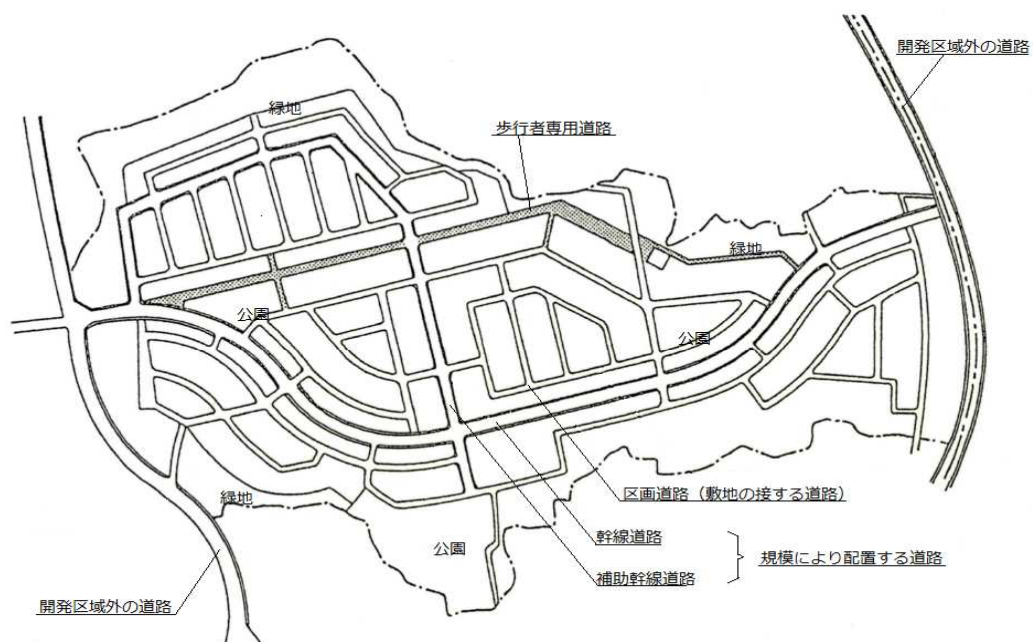 開発区域外の道路
緑地
歩行者専用道路
緑地
公園
公園
区画道路（敷地の接する道路）
緑地
幹線道路
公園
規模により配置する道路
補助幹線道路
開発区域外の道路